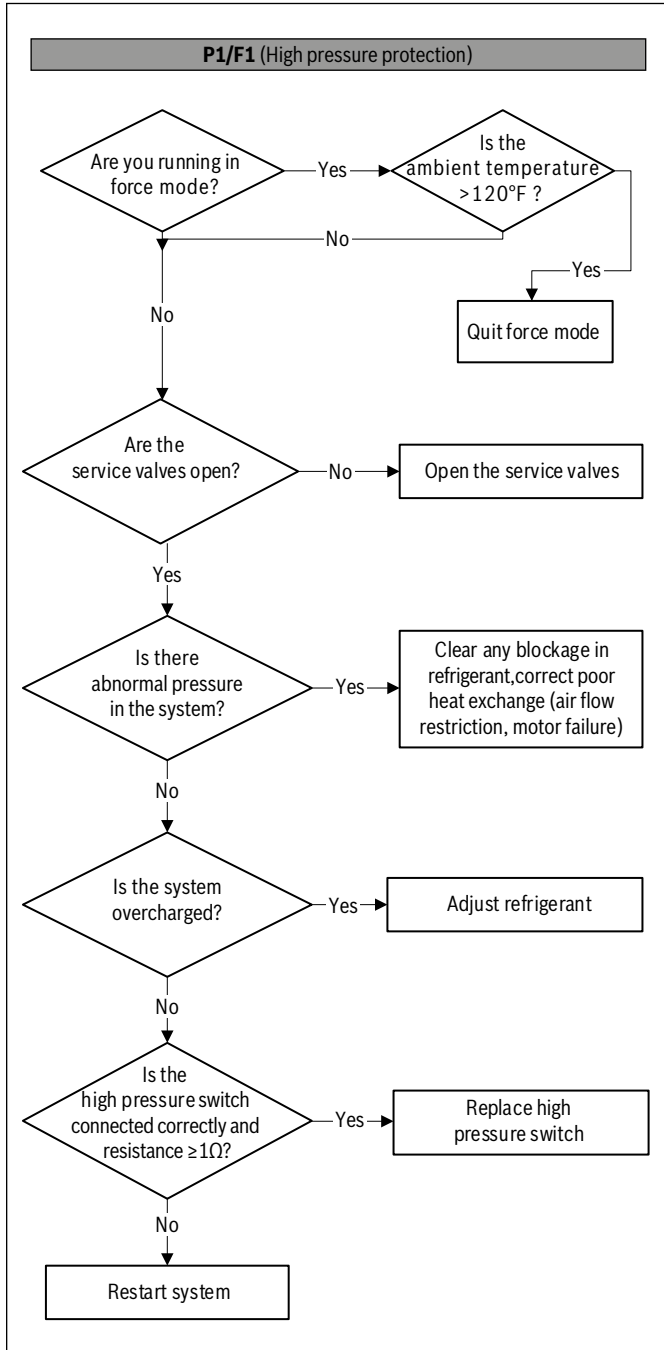 P1/F1 (High pressure protection)
Are you running in
force mode?
Yes
Is the
ambient temperature
>120°F ?
No
Yes
Quit force mode
No
Are the
service valves open?
No
Open the service valves
Yes
Is there
abnormal pressure
in the system?
Yes
Clear any blockage in
refrigerant,correct poor
heat exchange (air flow
restriction, motor failure)
No
Is the system
overcharged?
Yes
Adjust refrigerant
No
Is the
high pressure switch
connected correctly and
resistance ≥1Ω?
Yes
Replace high
pressure switch
No
Restart system